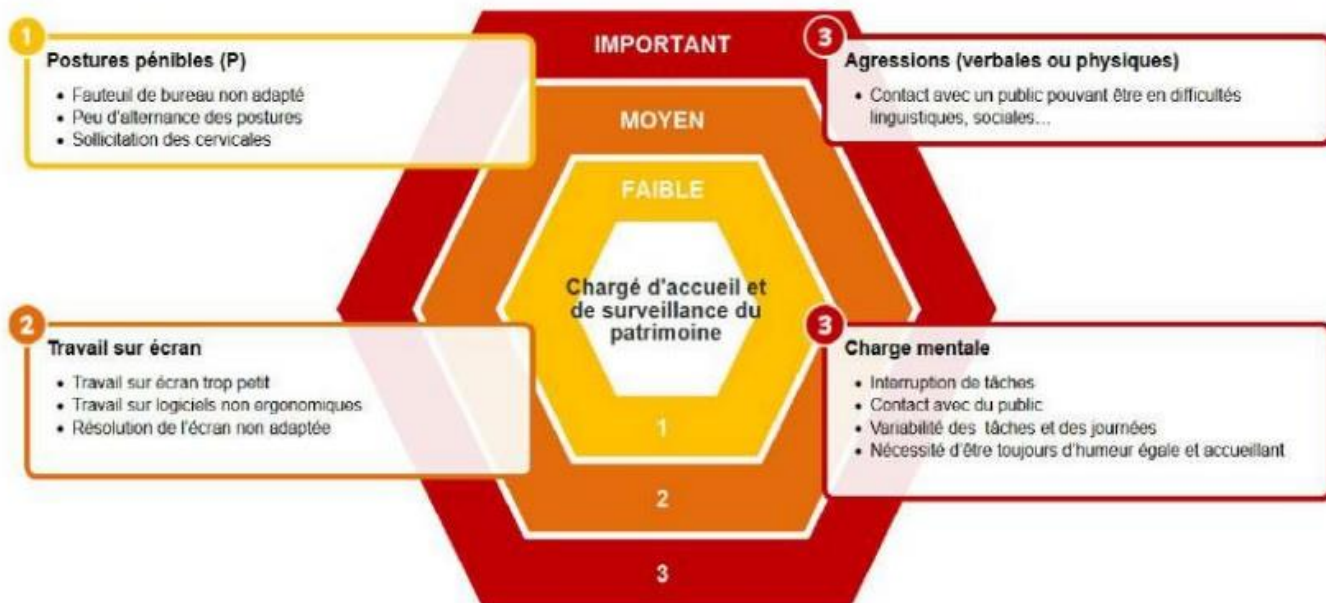 1
Postures pénibles (P)
• Fauteuil de bureau non adapté
• Peu d'alternance des postures
• Sollicitation des cervicales
IMPORTANT
MOYEN
FAIBLE
3
Agressions (verbales ou physiques)
• Contact avec un public pouvant être en difficultés
linguistiques, sociales...
Chargé d'accueil et
de surveillance du
patrimoine
2
Travail sur écran
• Travail sur écran trop petit
• Travail sur logiciels non ergonomiques
• Résolution de l'écran non adaptée
3
Charge mentale
• Interruption de tâches
• Contact avec du public
• Variabilité des tâches et des journées
• Nécessité d'être toujours d'humeur égale et accueillant
1
2
3